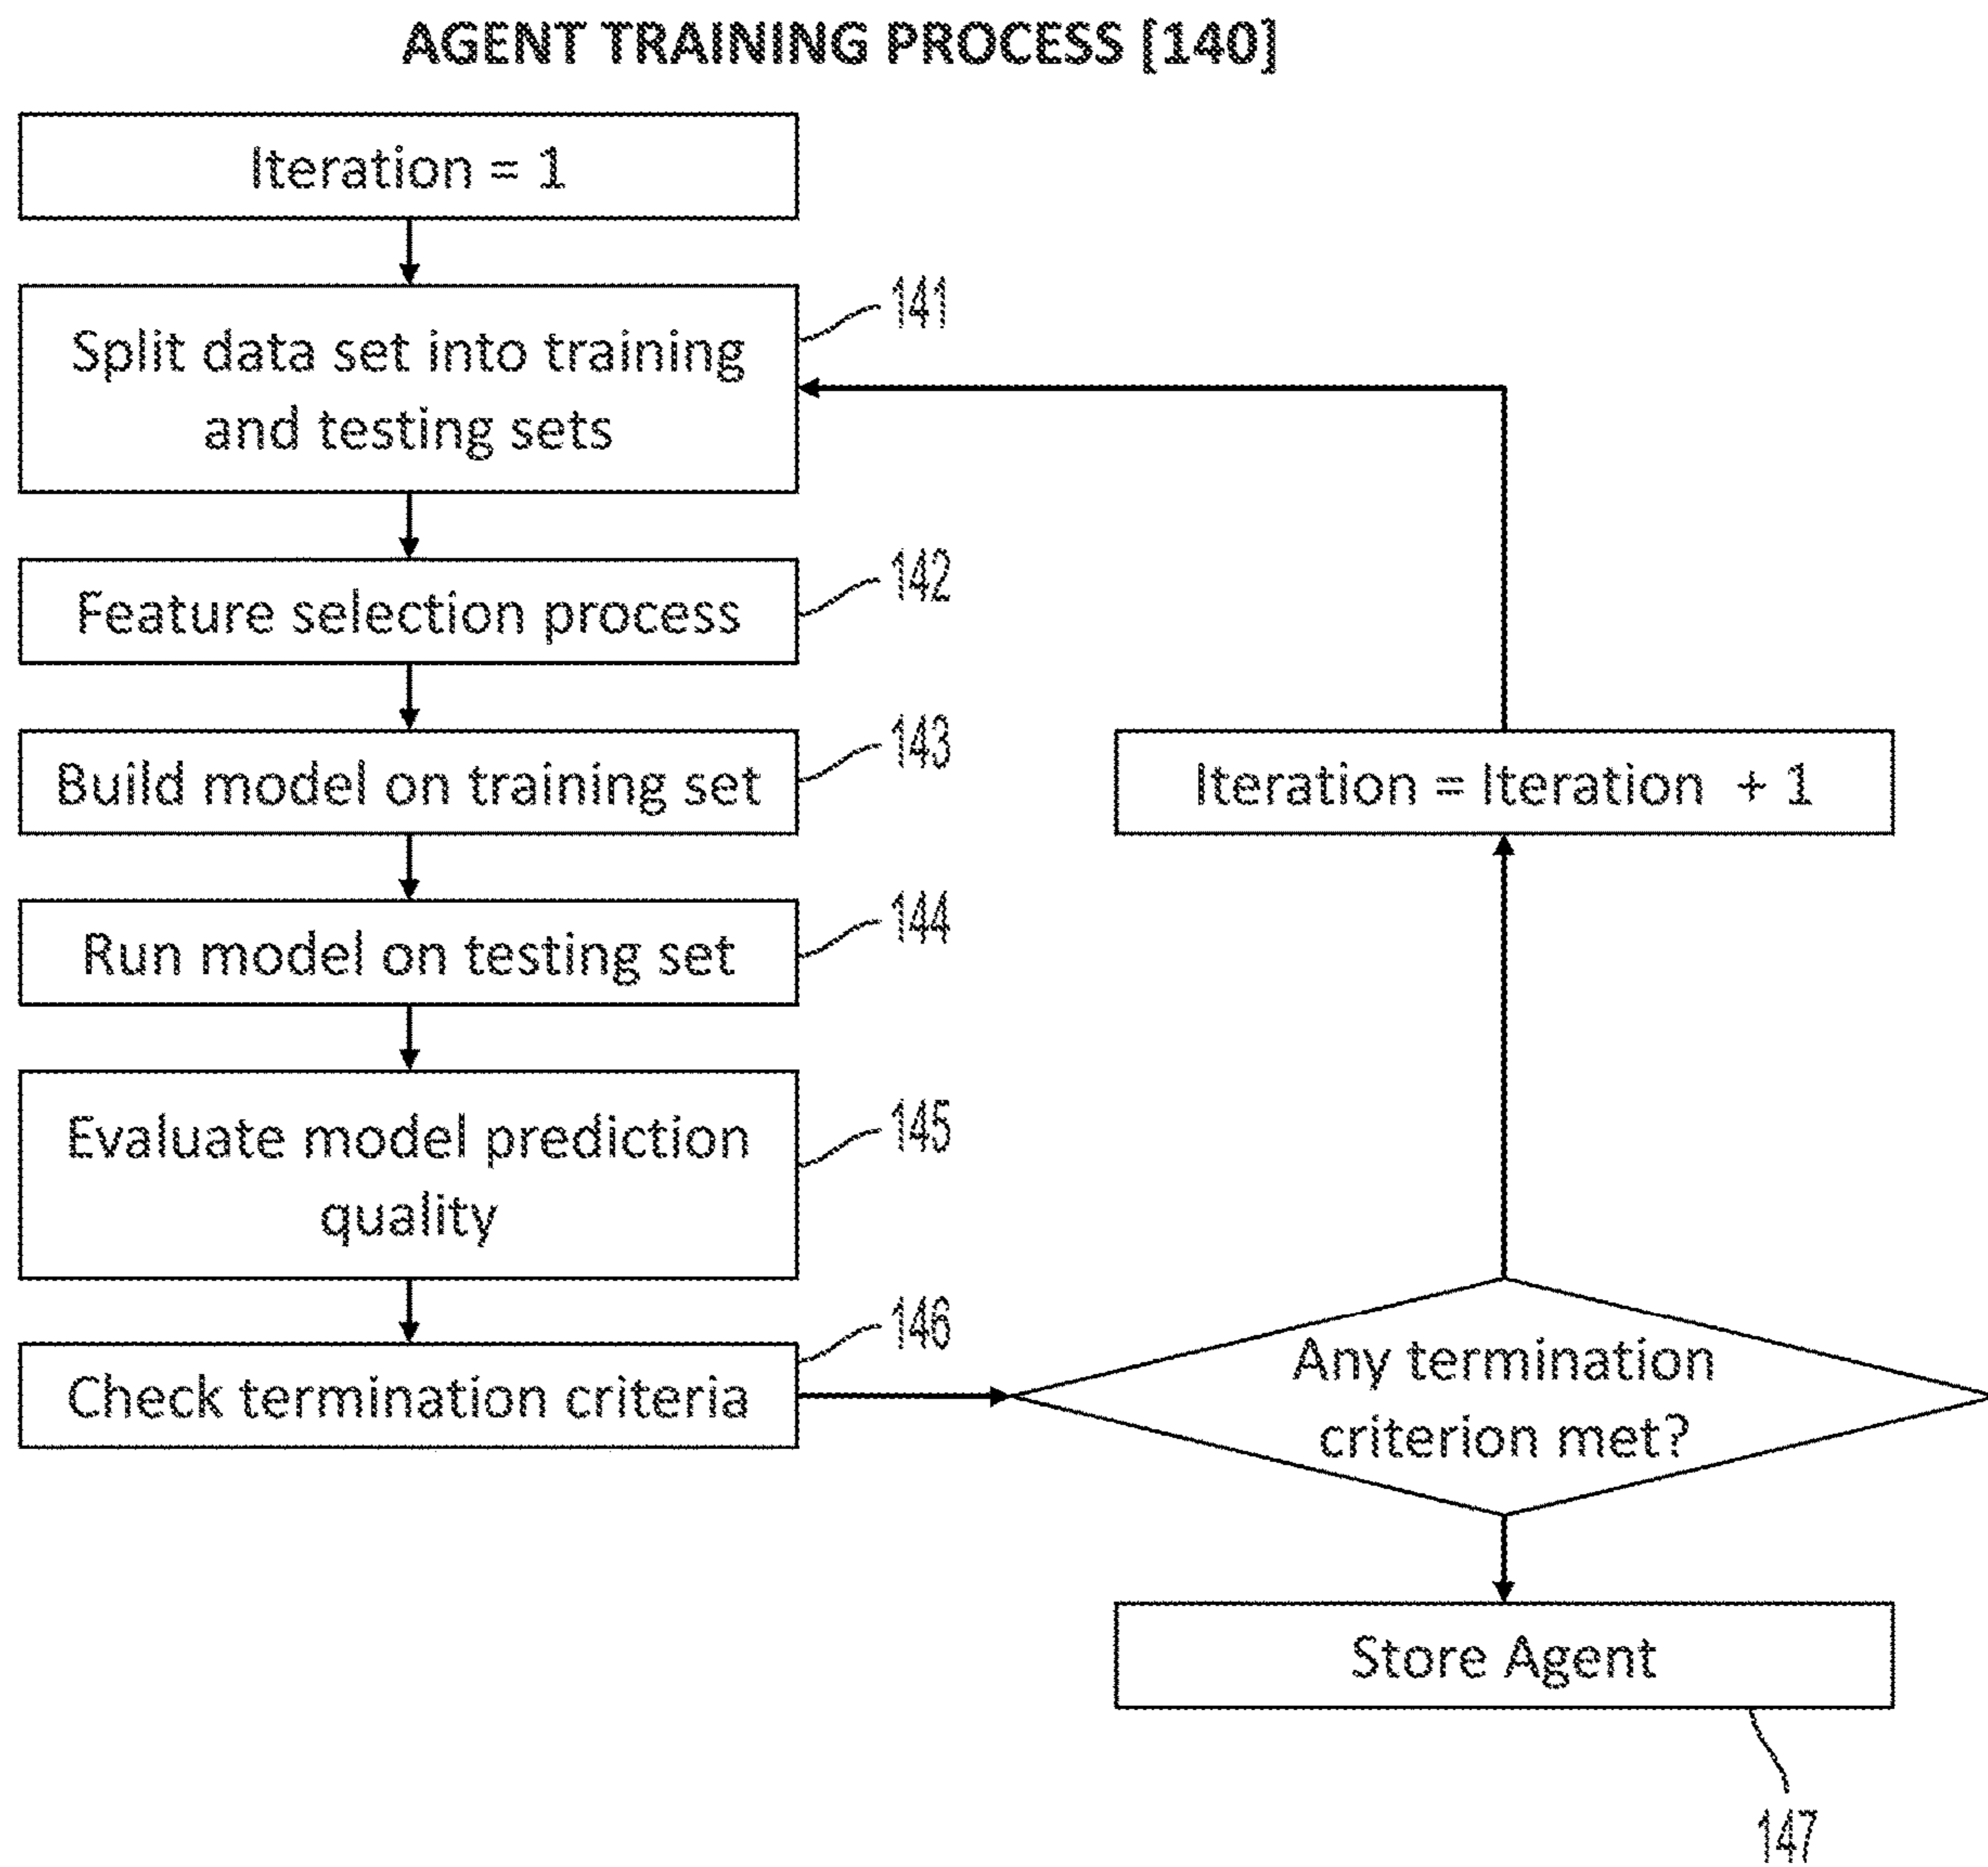 AGENT TRAINING PROCESS [140]
Iteration = 1
141
Split data set into training
and testing sets
142
Feature selection process
143
Build model on training set
Iteration = Iteration + 1
144
Run model on testing set
145
Evaluate model prediction
quality
146
Check termination criteria
Any termination
criterion met?
Store Agent
147